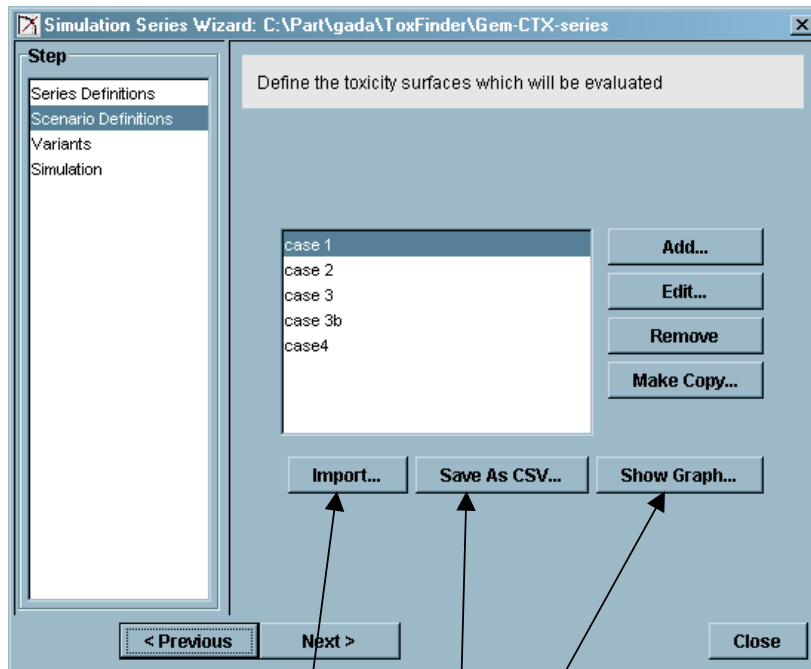 Simulation Series Wizard: C:\Part\gada\ToxFinder\Gem-CTX-series
Step
Series Definitions
Scenario Definitions
Variants
Simulation
Define the toxicity surfaces which will be evaluated
case 1
case 2
case 3
case 3b
case4
Add...
Edit...
Remove
Make Copy...
Import...
Save As CSV...
Show Graph...
< Previous
Next >
Close